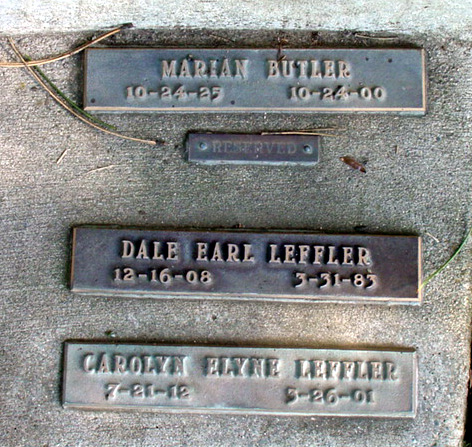 MARIAN BUTLER
10-24-25 10-24-00
RESERVED
DALE EARL LEFFLER
12-16-08 3-31-83
CAROLYN ELYNE LEFFLER
7-21-12 3-26-01